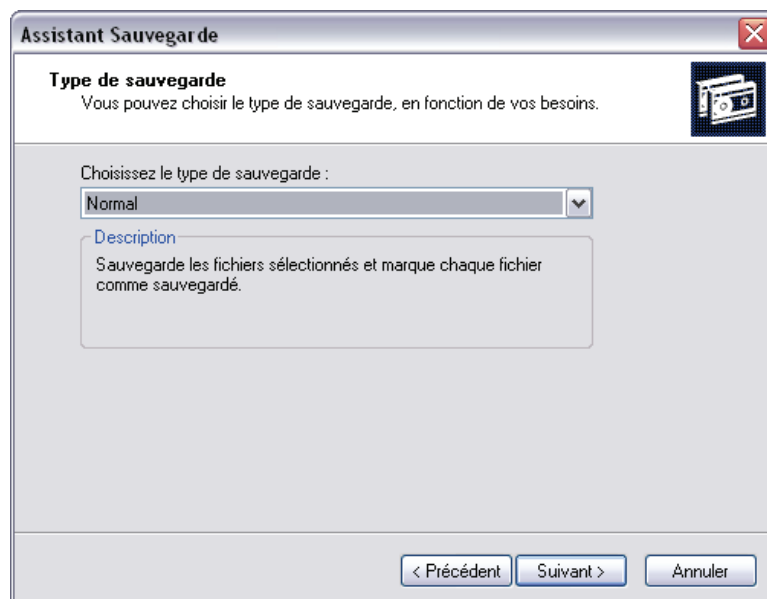 Assistant Sauvegarde
Type de sauvegarde
Vous pouvez choisir le type de sauvegarde, en fonction de vos besoins.
Choisissez le type de sauvegarde :
Normal
Description
Sauvegarde les fichiers sélectionnés et marque chaque fichier
comme sauvegardé.
< Précédent
Suivant >
Annuler